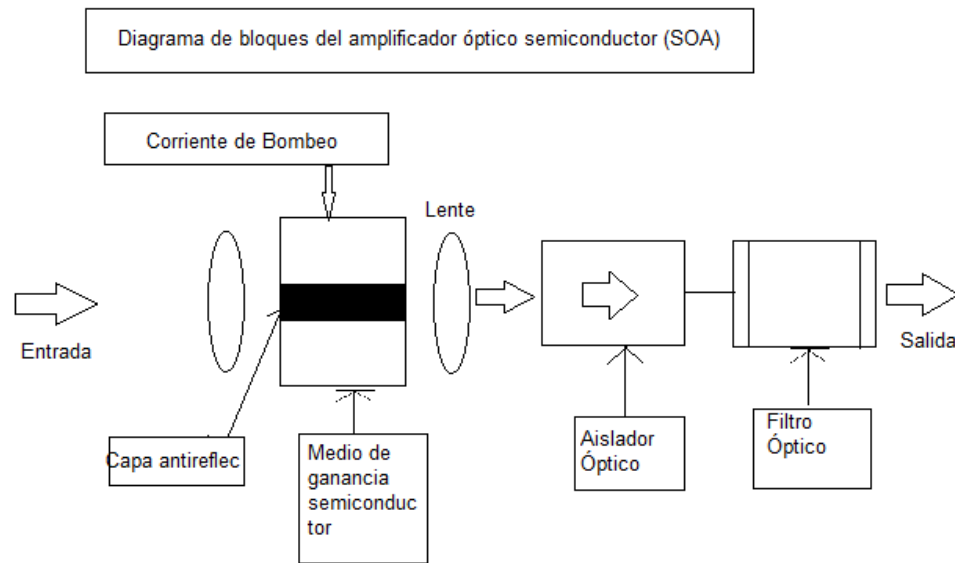 Diagrama de bloques del amplificador óptico semiconductor (SOA)
Corriente de Bombeo
Lente
Entrada
Salida
Capa antireflec
Medio de
ganancia
semiconduc
tor
Aislador
Óptico
Filtro
Óptico